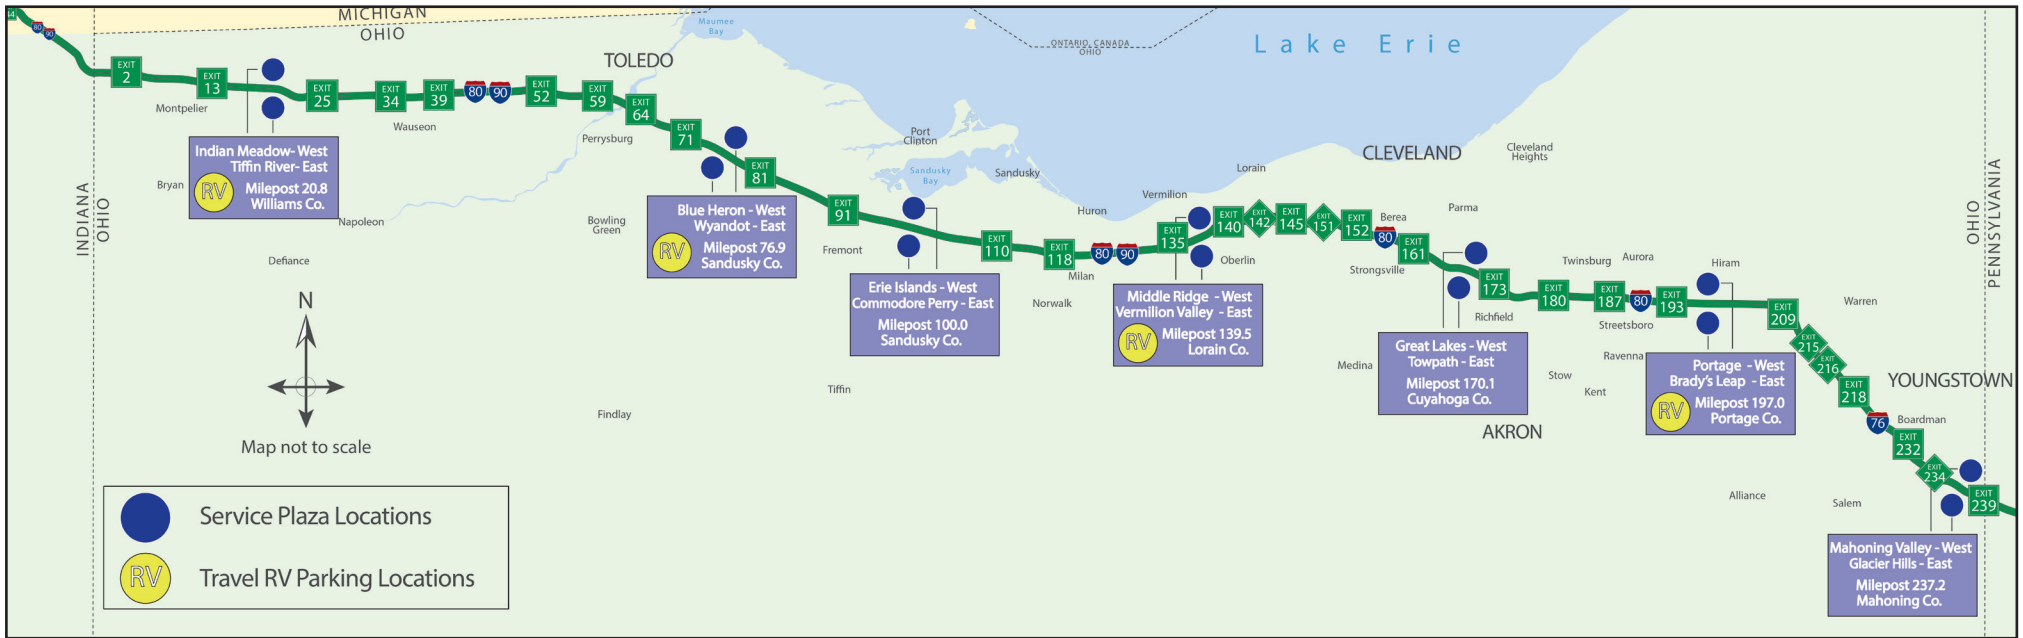 MICHIGAN
OHIO
Maumee
Bay
ONTARIO, CANADA
OHIO
Lake Erie
TOLEDO
80
90
EXIT
2
EXIT
13
EXIT
25
EXIT
34
EXIT
39
80
90
EXIT
52
EXIT
59
EXIT
64
EXIT
71
EXIT
81
EXIT
91
EXIT
110
EXIT
118
80
90
EXIT
135
EXIT
140
EXIT
142
EXIT
145
EXIT
151
EXIT
152
80
EXIT
161
EXIT
173
EXIT
180
EXIT
187
80
EXIT
193
EXIT
209
EXIT
215
EXIT
216
EXIT
218
76
EXIT
232
EXIT
234
EXIT
239
INDIANA
OHIO
OHIO
PENNSYLVANIA
Montpelier
Wauseon
Perrysburg
Bryan
Napoleon
Defiance
Bowling
Green
Port
Clinton
Sandusky
Bay
Sandusky
Fremont
Huron
Vermilion
Lorain
CLEVELAND
Cleveland
Heights
Milan
Norwalk
Oberlin
Berea
Parma
Strongsville
Richfield
Twinsburg
Aurora
Hiram
Streetsboro
Warren
Medina
Ravenna
Stow
Kent
AKRON
YOUNGSTOWN
Boardman
Alliance
Salem
Tiffin
Findlay
Indian Meadow- West
Tiffin River- East
RV
Milepost 20.8
Williams Co.
Blue Heron - West
Wyandot - East
RV
Milepost 76.9
Sandusky Co.
Erie Islands - West
Commodore Perry - East
Milepost 100.0
Sandusky Co.
Middle Ridge - West
Vermilion Valley - East
RV
Milepost 139.5
Lorain Co.
Great Lakes - West
Towpath - East
Milepost 170.1
Cuyahoga Co.
Portage - West
Brady's Leap - East
RV
Milepost 197.0
Portage Co.
Mahoning Valley - West
Glacier Hills - East
Milepost 237.2
Mahoning Co.
N
Map not to scale
Service Plaza Locations
RV
Travel RV Parking Locations